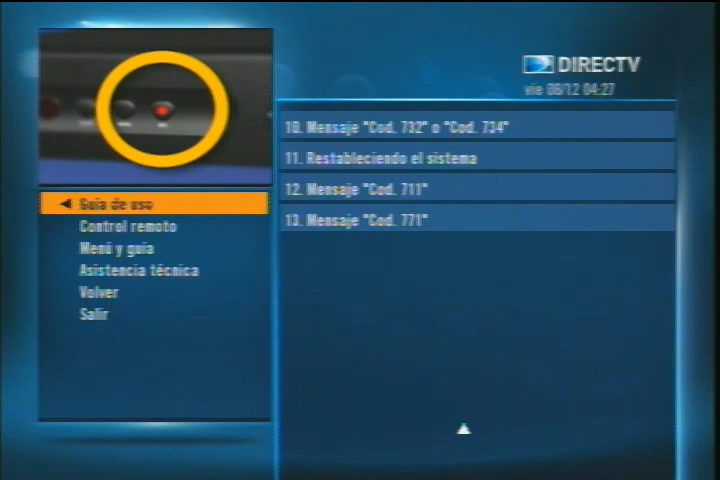 DIRECTV
vie 08/12 04:27
10. Mensaje "Cod. 732" o "Cod. 734"
11. Restableciendo el sistema
12. Mensaje "Cod. 711"
13. Mensaje "Cod. 771"
Guía de uso
Control remoto
Menú y guía
Asistencia técnica
Volver
Salir